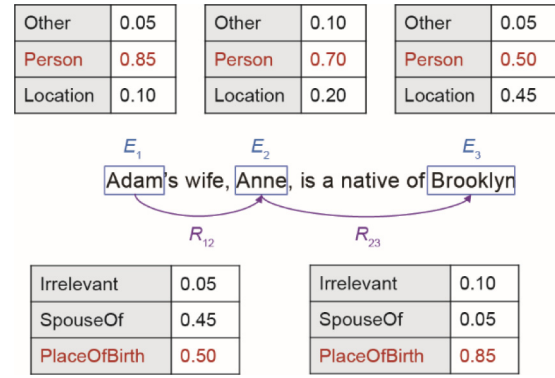 Other 0.05
Person 0.85
Location 0.10
Other 0.10
Person 0.70
Location 0.20
Other 0.05
Person 0.50
Location 0.45
E1 E2 E3
Adam's wife, Anne, is a native of Brooklyn
R12 R23
Irrelevant 0.05
SpouseOf 0.45
PlaceOfBirth 0.50
Irrelevant 0.10
SpouseOf 0.05
PlaceOfBirth 0.85